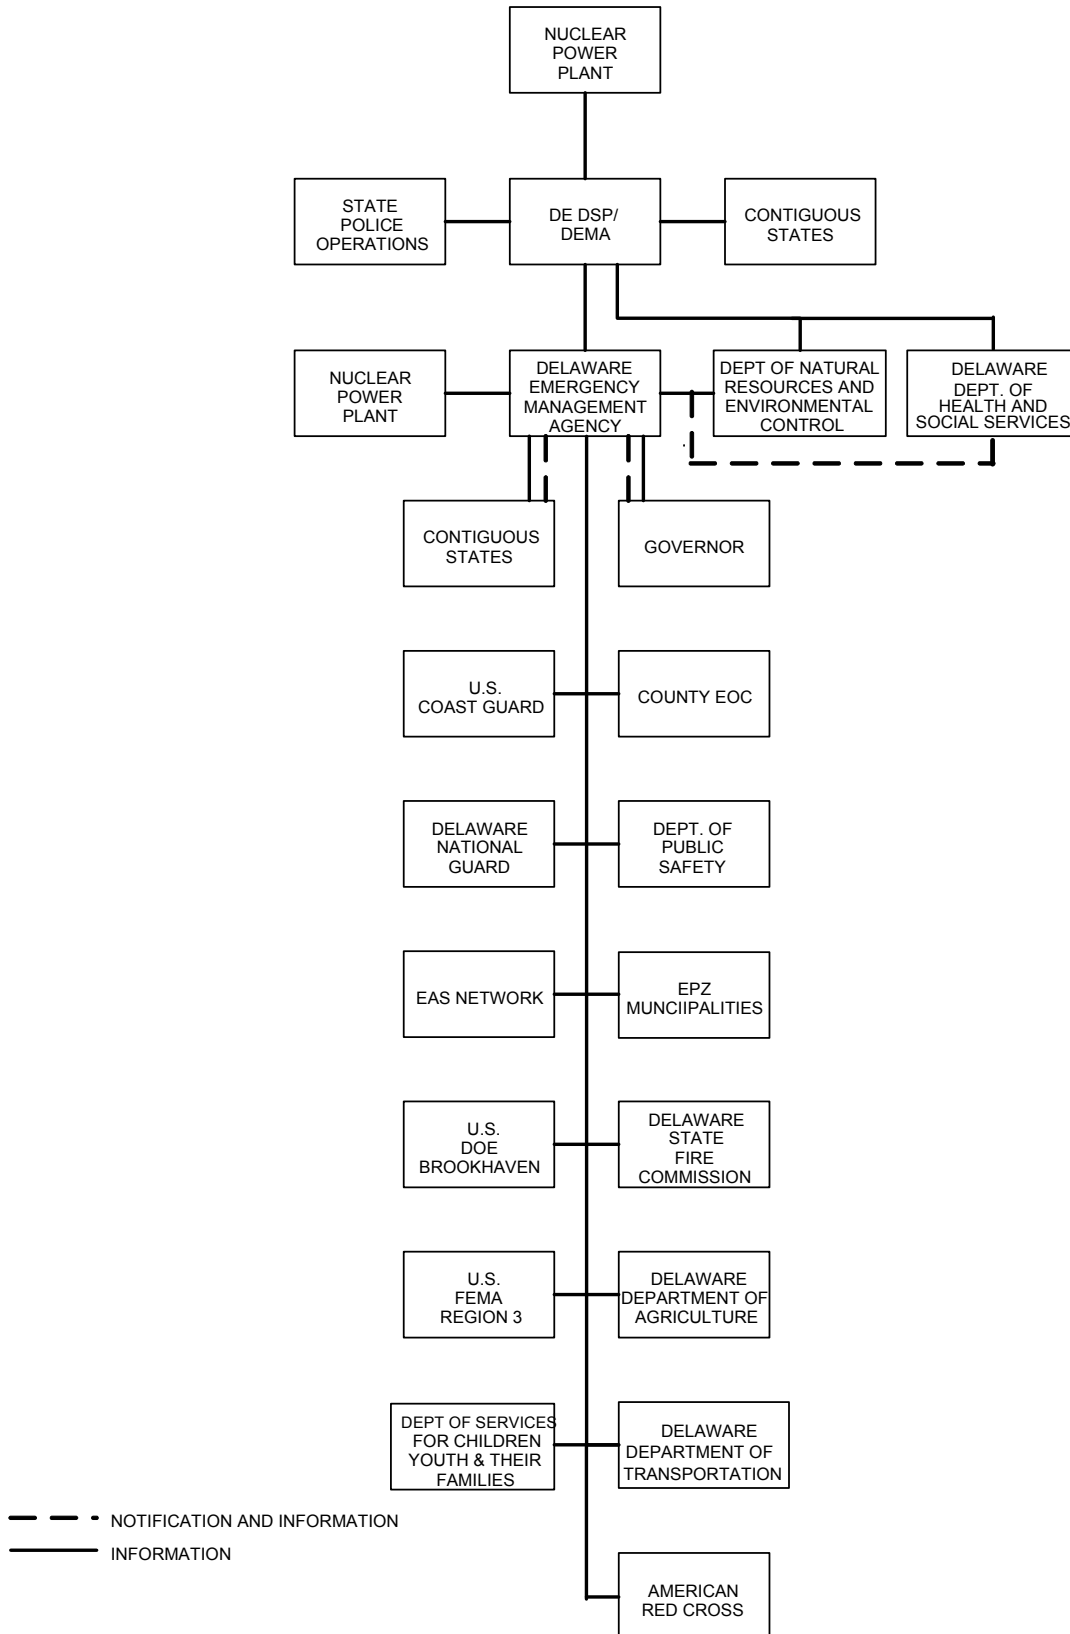 NUCLEAR
POWER
PLANT
STATE
POLICE
OPERATIONS
DE DSP/
DEMA
CONTIGUOUS
STATES
NUCLEAR
POWER
PLANT
DELAWARE
EMERGENCY
MANAGEMENT
AGENCY
DEPT OF NATURAL
RESOURCES AND
ENVIRONMENTAL
CONTROL
DELAWARE
DEPT. OF
HEALTH AND
SOCIAL SERVICES
CONTIGUOUS
STATES
GOVERNOR
U.S.
COAST GUARD
COUNTY EOC
DELAWARE
NATIONAL
GUARD
DEPT. OF
PUBLIC
SAFETY
EAS NETWORK
EPZ
MUNCIIPALITIES
U.S.
DOE
BROOKHAVEN
DELAWARE
STATE
FIRE
COMMISSION
U.S.
FEMA
REGION 3
DELAWARE
DEPARTMENT OF
AGRICULTURE
DEPT OF SERVICES
FOR CHILDREN
YOUTH & THEIR
FAMILIES
DELAWARE
DEPARTMENT OF
TRANSPORTATION
NOTIFICATION AND INFORMATION
INFORMATION
AMERICAN
RED CROSS